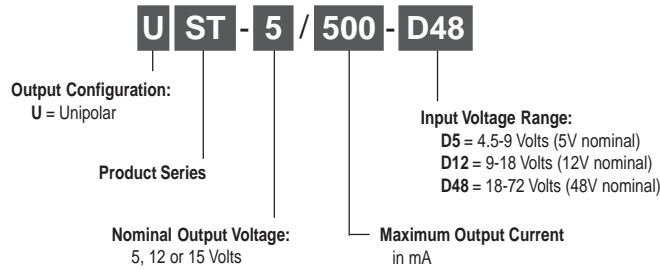 U ST - 5 / 500 - D48
Output Configuration:
U = Unipolar
Product Series
Nominal Output Voltage:
5, 12 or 15 Volts
Maximum Output Current
in mA
Input Voltage Range:
D5 = 4.5-9 Volts (5V nominal)
D12 = 9-18 Volts (12V nominal)
D48 = 18-72 Volts (48V nominal)